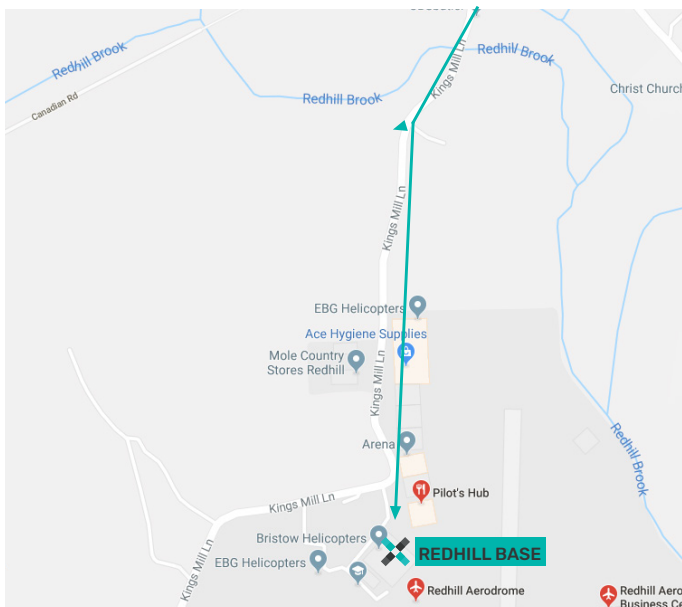 Redhill Brook
Redhill Brook
Canadian Rd
Redhill Brook
Kings Mill Ln
Christ Church
Kings Mill Ln
EBG Helicopters
Ace Hygiene Supplies
Mole Country
Stores Redhill
Kings Mill Ln
Arena
Redhill Brook
Pilot's Hub
Kings Mill Ln
Bristow Helicopters
REDHILL BASE
EBG Helicopters
Kings Mill Ln
Redhill Aerodrome
Redhill Aero
Business Ce